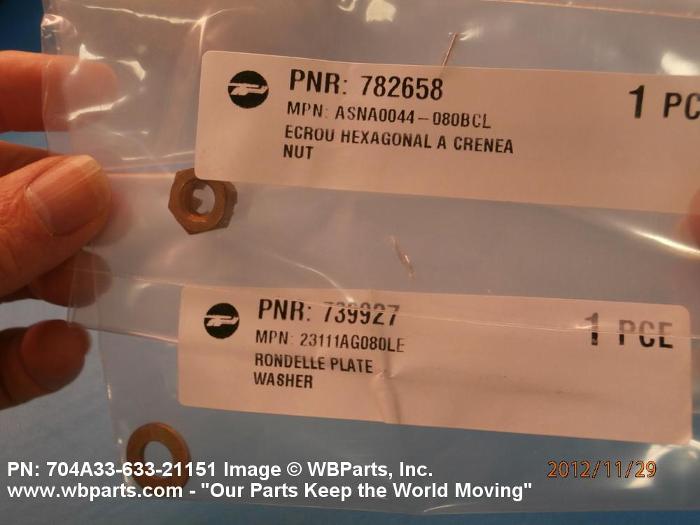 PNR: 782658
1 PC
MPN: ASNA0044-080BCL
ECROU HEXAGONAL A CRENEA
NUT
PNR: 739927
1 PCE
MPN: 23111AG080LE
RONDELLE PLATE
WASHER
PN: 704A33-633-21151 Image © WBParts, Inc.
2012/11/29
www.wbparts.com - "Our Parts Keep the World Moving"